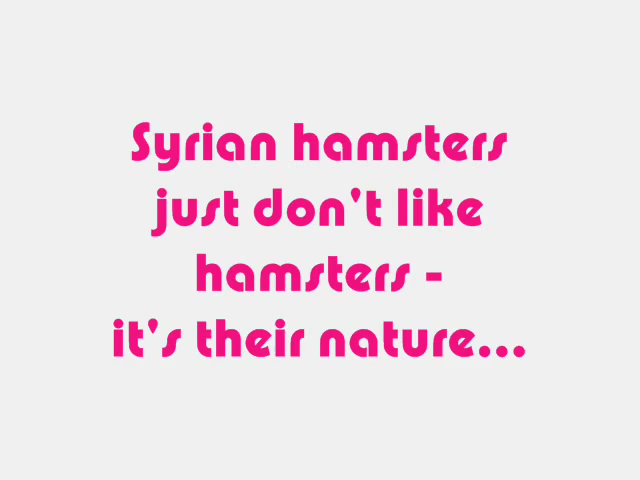 Syrian hamsters
just don't like
hamsters -
it's their nature...